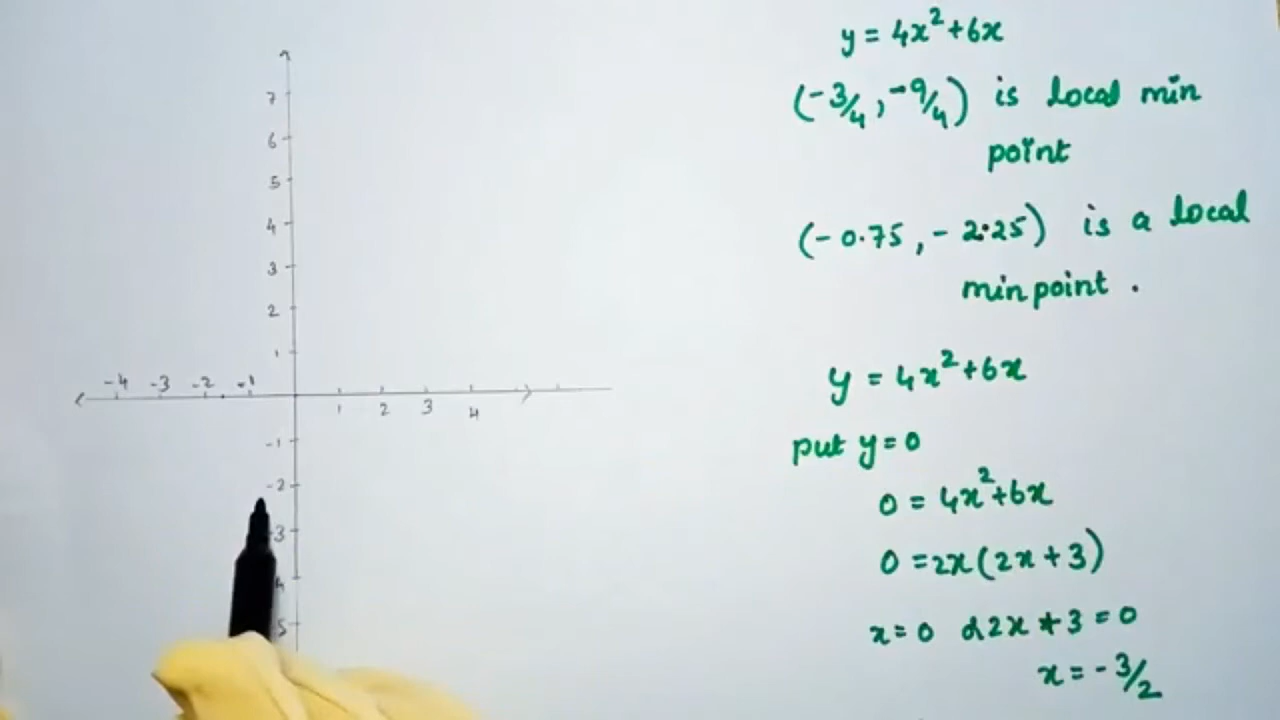 y = 4x²+6x
(-3/4, -9/4) is local min
point
(-0.75, -2.25) is a local
min point .
y = 4x²+6x
put y=0
0 = 4x²+6x
0 = 2x(2x+3)
x=0 & 2x+3=0
x = -3/2
7
6
5
4
3
2
1
-4 -3 -2 -1
1 2 3 4
-1
-2
-3
4
5